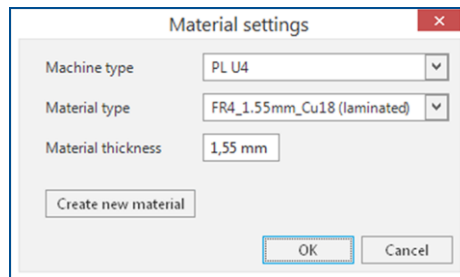 Material settings
Machine type PL U4
Material type FR4_1.55mm_Cu18 (laminated)
Material thickness 1,55 mm
Create new material
OK Cancel